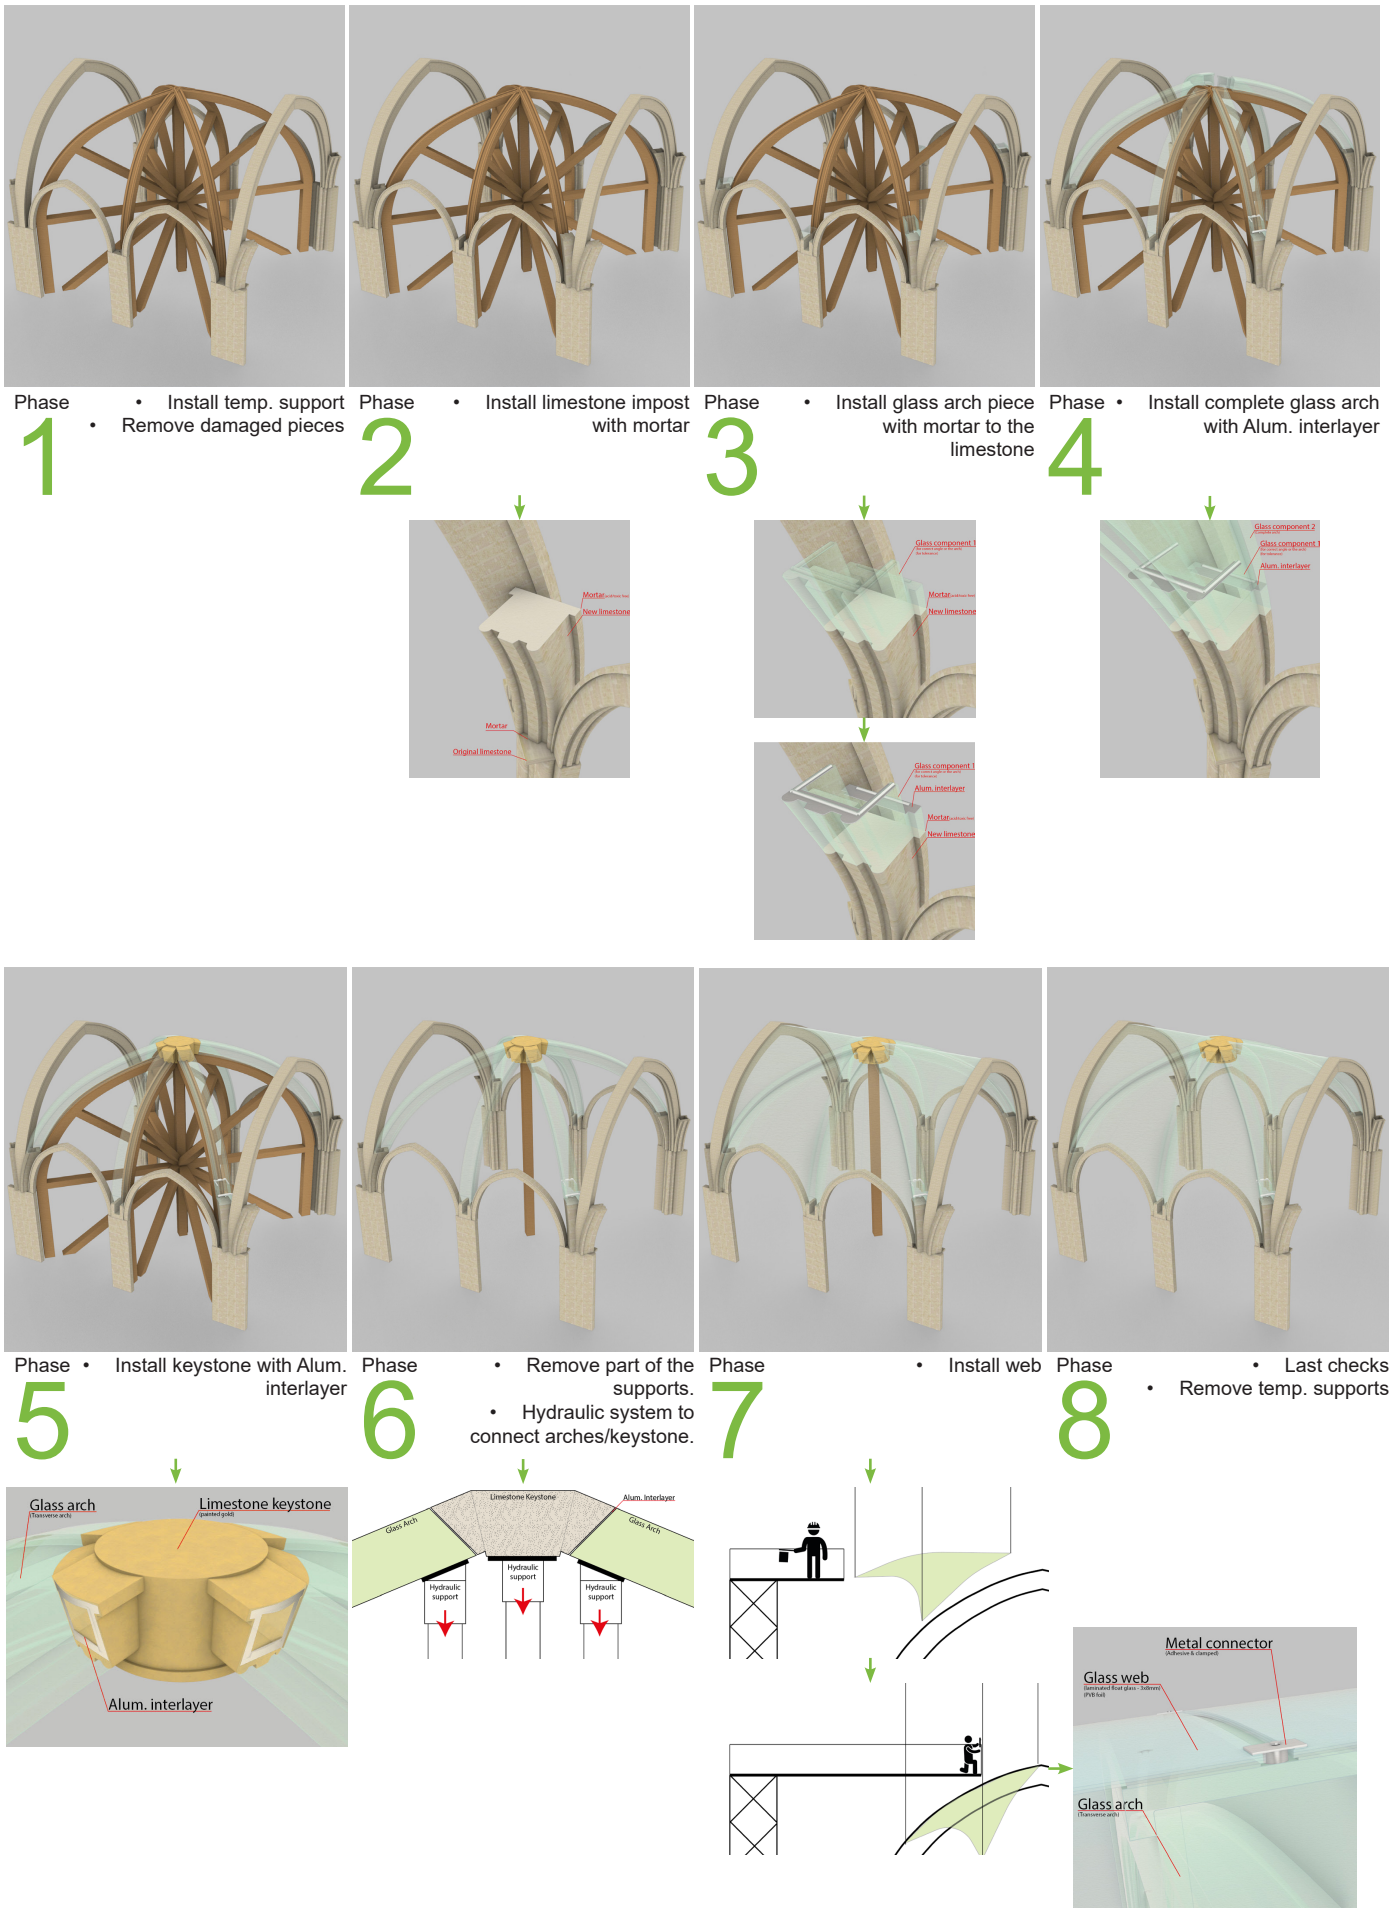 Phase
1
• Install temp. support
• Remove damaged pieces
Phase
2
• Install limestone impost
with mortar
Phase
3
• Install glass arch piece
with mortar to the
limestone
Phase
4
• Install complete glass arch
with Alum. interlayer
Mortar
New limestone
Mortar
Original limestone
Glass component 1
Mortar
New limestone
Glass component 1
Alum. interlayer
Mortar
New limestone
Glass component 2
Glass component 1
Alum. interlayer
Phase
5
• Install keystone with Alum.
interlayer
Phase
6
• Remove part of the
supports.
• Hydraulic system to
connect arches/keystone.
Phase
7
• Install web
Phase
8
• Last checks
• Remove temp. supports
Glass arch
(Transverse arch)
Limestone keystone
(painted gold)
Alum. interlayer
Limestone Keystone
Alum. Interlayer
Glass Arch
Glass Arch
Hydraulic
support
Hydraulic
support
Hydraulic
support
Metal connector
(Adhesive & clamped)
Glass web
(laminated float glass - 3x8mm)
(PVB foil)
Glass arch
(Transverse arch)